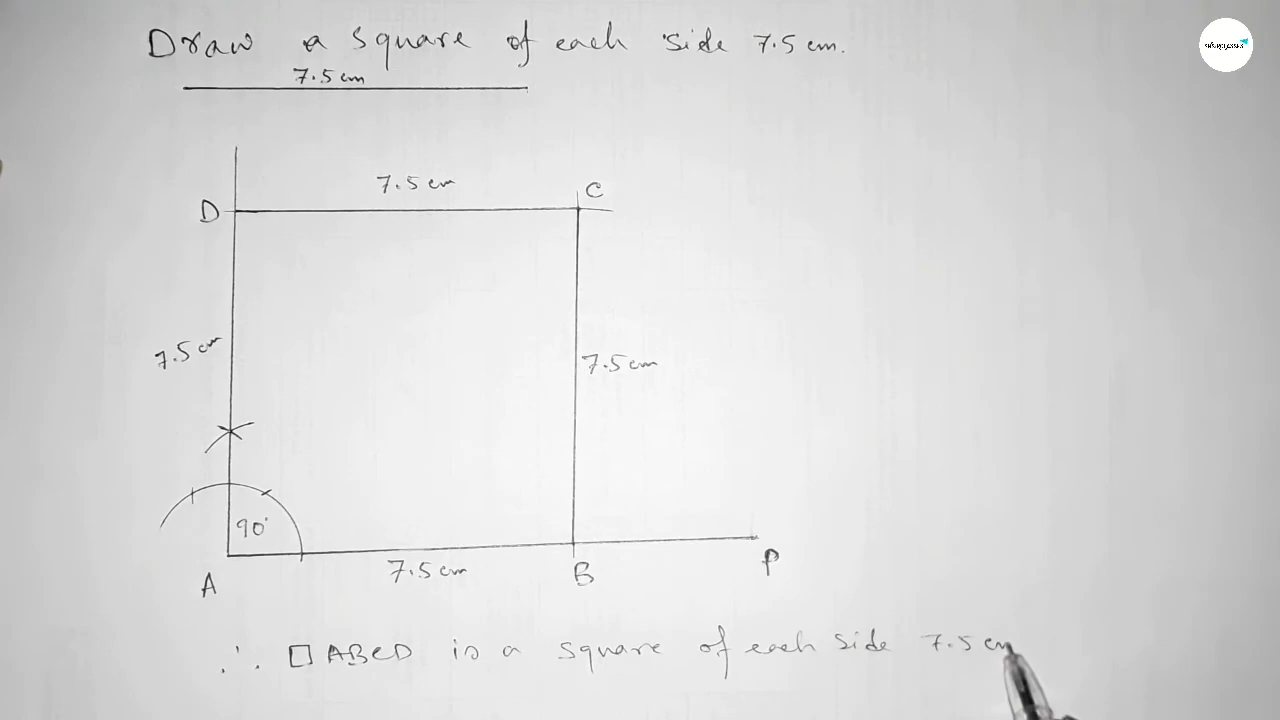 Draw a square of each side 7.5 cm.
7.5 cm
7.5 cm
D
C
7.5 cm
7.5 cm
90°
A
7.5 cm
B
P
∴ □ ABCD is a square of each side 7.5 cm